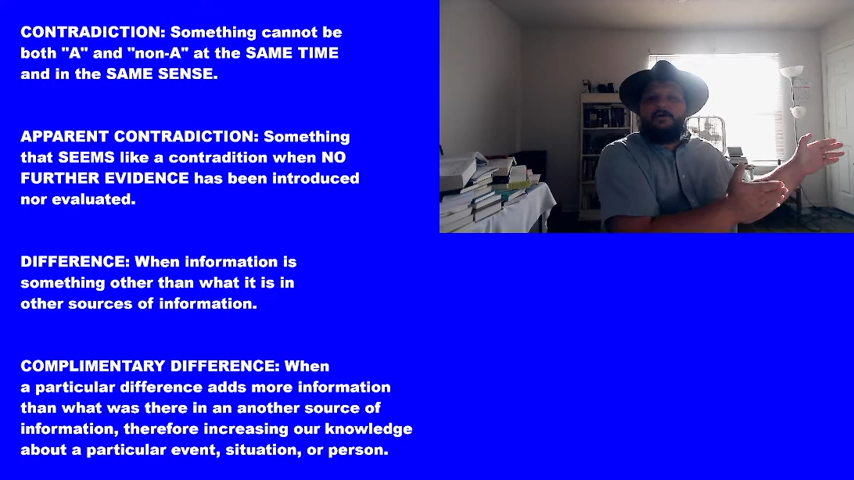 CONTRADICTION: Something cannot be
both "A" and "non-A" at the SAME TIME
and in the SAME SENSE.
APPARENT CONTRADICTION: Something
that SEEMS like a contradition when NO
FURTHER EVIDENCE has been introduced
nor evaluated.
DIFFERENCE: When information is
something other than what it is in
other sources of information.
COMPLIMENTARY DIFFERENCE: When
a particular difference adds more information
than what was there in an another source of
information, therefore increasing our knowledge
about a particular event, situation, or person.